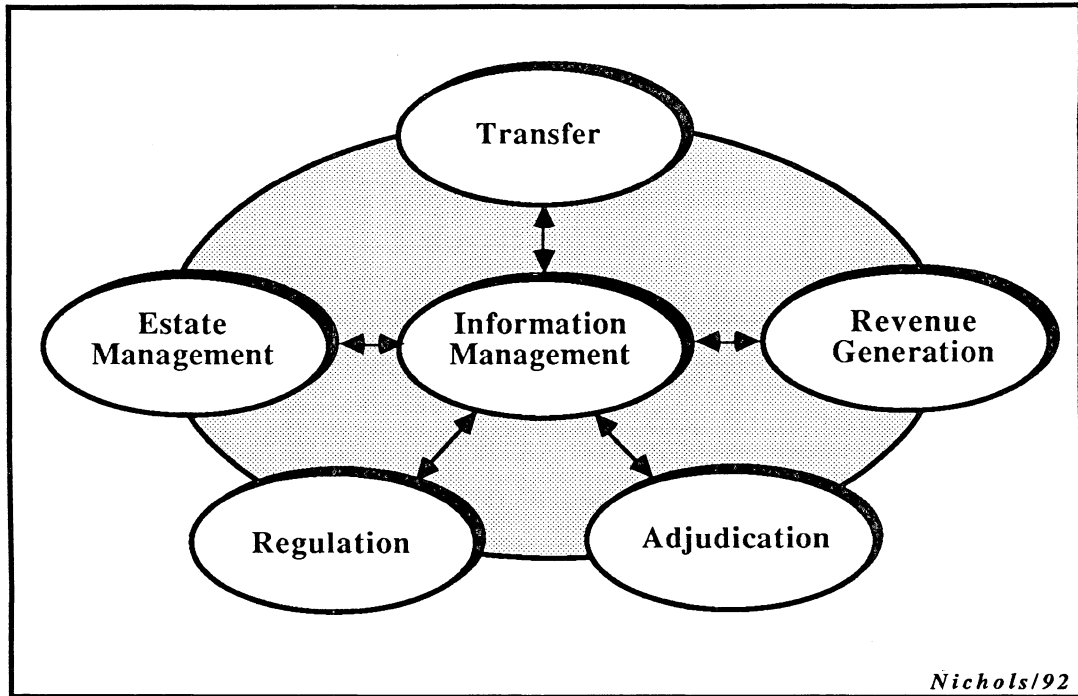 Transfer
Estate
Management
Information
Management
Revenue
Generation
Regulation
Adjudication
Nichols/92